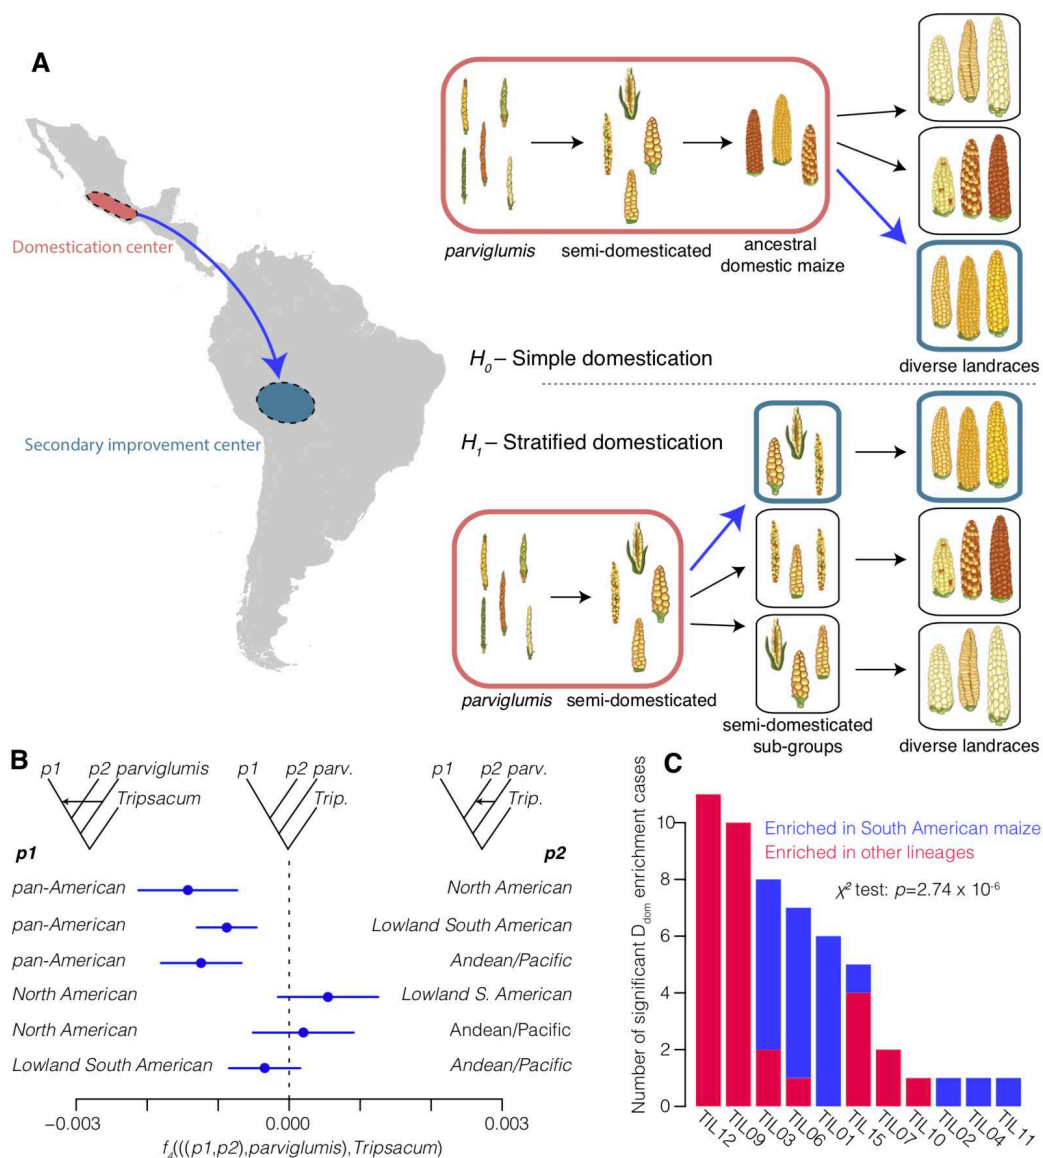 A
Domestication center
Secondary improvement center
parviglumis
semi-domesticated
ancestral
domestic maize
diverse landraces
H0 – Simple domestication
H1 – Stratified domestication
parviglumis
semi-domesticated
semi-domesticated
sub-groups
diverse landraces
B
p1 p2 parviglumis
Tripsacum
p1 p2 parv.
Trip.
p1 p2 parv.
Trip.
p1 p2
pan-American North American
pan-American Lowland South American
pan-American Andean/Pacific
North American Lowland S. American
North American Andean/Pacific
Lowland South American Andean/Pacific
−0.003 0.000 0.003
f4(((p1,p2),parviglumis),Tripsacum)
C
Number of significant Ddom enrichment cases
Enriched in South American maize
Enriched in other lineages
χ² test: p=2.74 x 10⁻⁶
10
8
6
4
2
0
TIL12 TIL09 TIL03 TIL06 TIL01 TIL15 TIL07 TIL10 TIL02 TIL04 TIL11